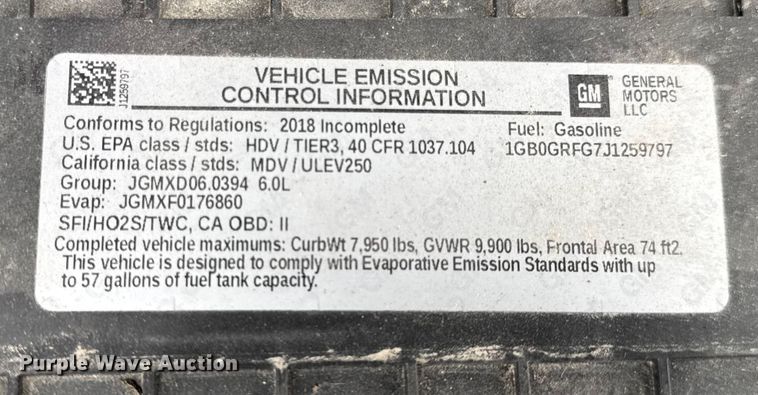 J1259797
VEHICLE EMISSION
CONTROL INFORMATION
GM
GENERAL
MOTORS
LLC
Conforms to Regulations: 2018 Incomplete
Fuel: Gasoline
U.S. EPA class / stds: HDV / TIER3, 40 CFR 1037.104
1GB0GRFG7J1259797
California class / stds: MDV / ULEV250
Group: JGMXD06.0394 6.0L
Evap: JGMXF0176860
SFI/HO2S/TWC, CA OBD: II
Completed vehicle maximums: CurbWt 7,950 lbs, GVWR 9,900 lbs, Frontal Area 74 ft2.
This vehicle is designed to comply with Evaporative Emission Standards with up
to 57 gallons of fuel tank capacity.
Purple Wave Auction